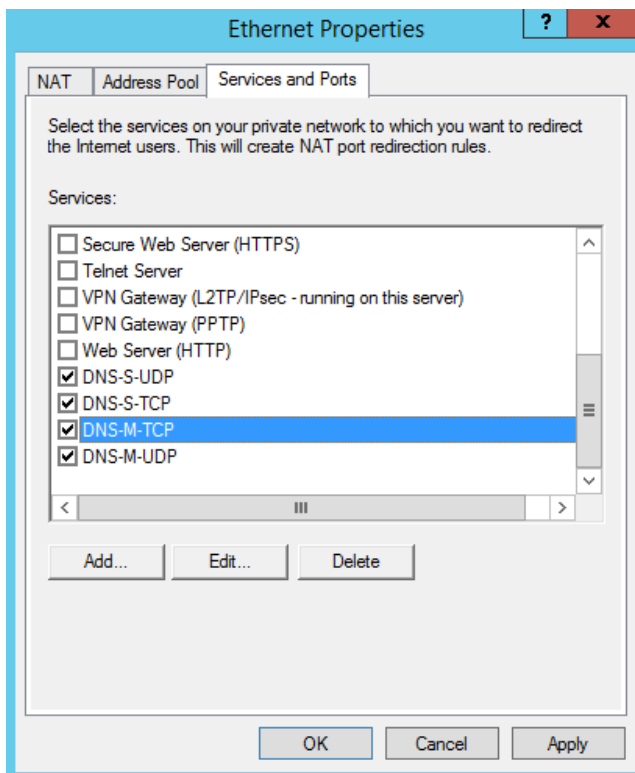 Ethernet Properties
?
x
NAT
Address Pool
Services and Ports
Select the services on your private network to which you want to redirect
the Internet users. This will create NAT port redirection rules.
Services:
Secure Web Server (HTTPS)
Telnet Server
VPN Gateway (L2TP/IPsec - running on this server)
VPN Gateway (PPTP)
Web Server (HTTP)
DNS-S-UDP
DNS-S-TCP
DNS-M-TCP
DNS-M-UDP
Add...
Edit...
Delete
OK
Cancel
Apply